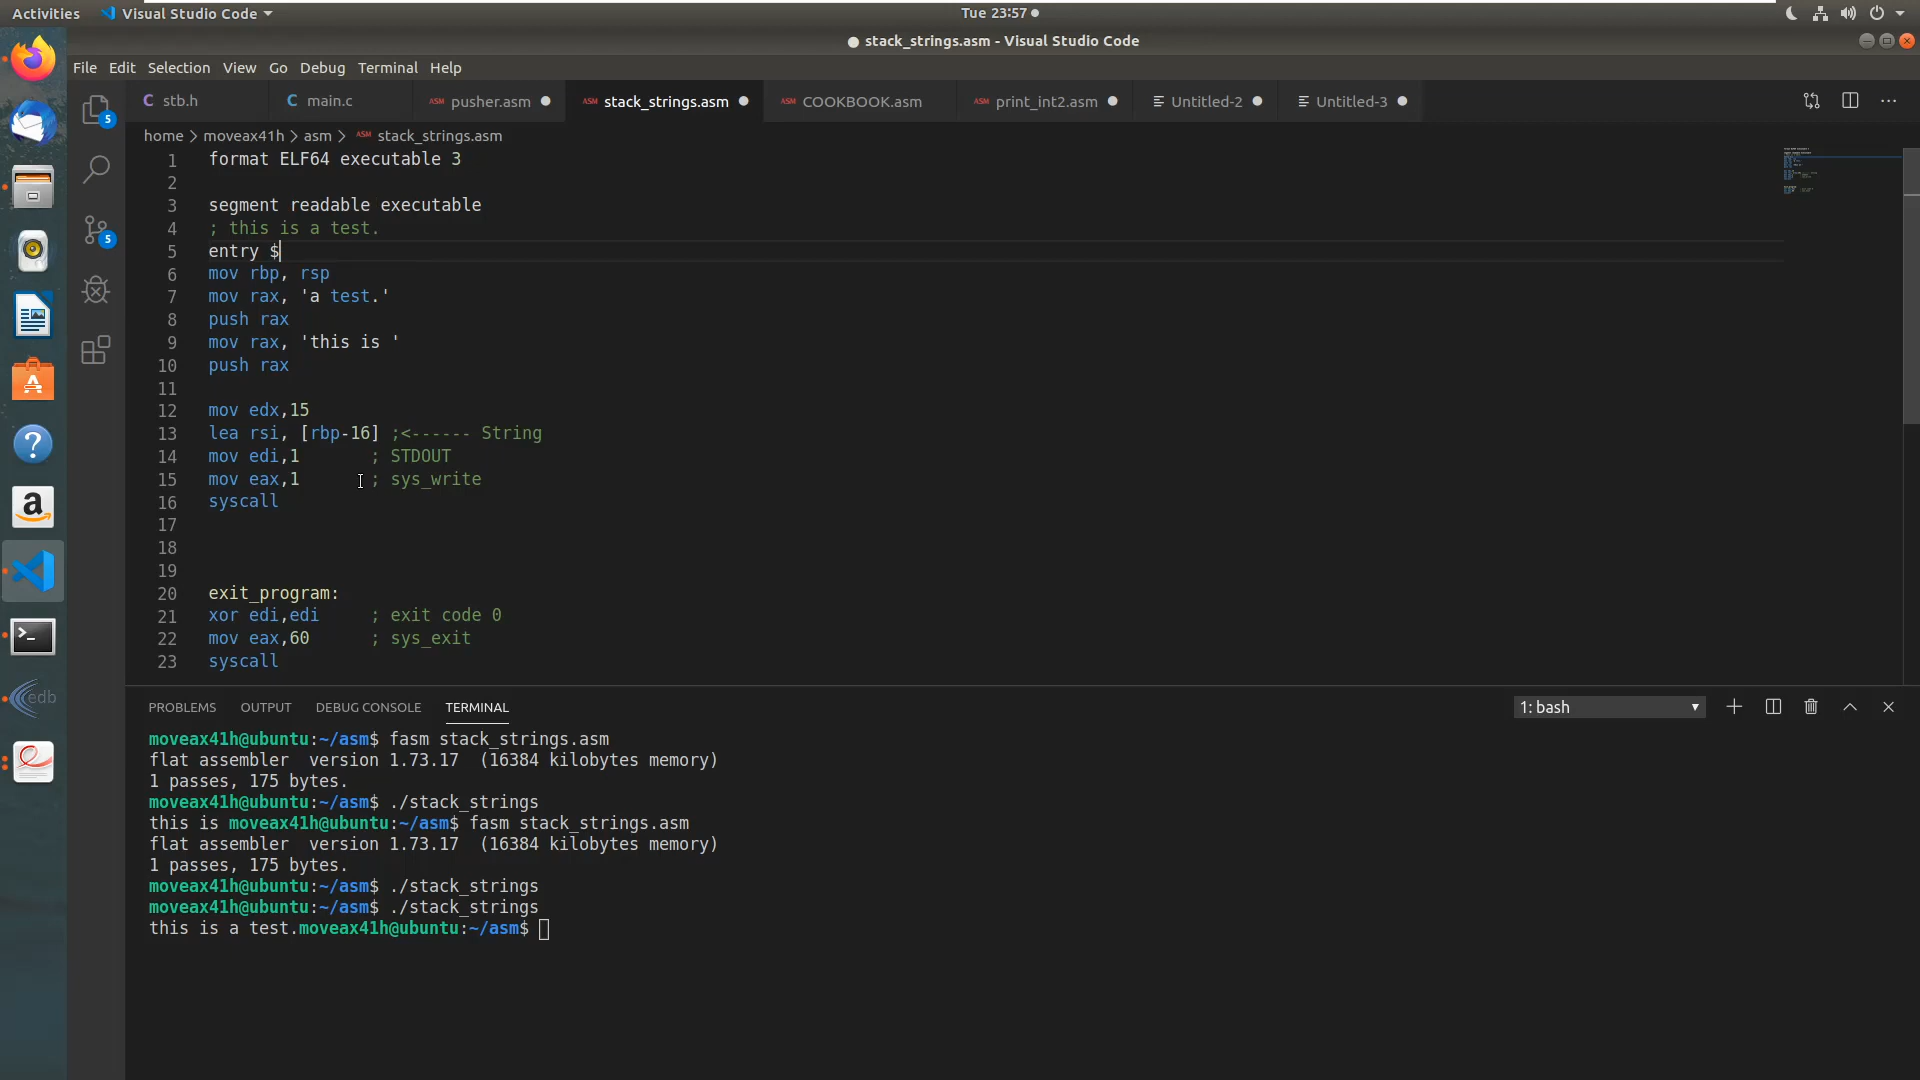 Activities Visual Studio Code Tue 23:57
stack_strings.asm - Visual Studio Code
File Edit Selection View Go Debug Terminal Help
stb.h main.c pusher.asm stack_strings.asm COOKBOOK.asm print_int2.asm Untitled-2 Untitled-3
home > moveax41h > asm > stack_strings.asm
1 format ELF64 executable 3
2
3 segment readable executable
4 ; this is a test.
5 entry $
6 mov rbp, rsp
7 mov rax, 'a test.'
8 push rax
9 mov rax, 'this is '
10 push rax
11
12 mov edx,15
13 lea rsi, [rbp-16] ;<------ String
14 mov edi,1 ; STDOUT
15 mov eax,1 ; sys_write
16 syscall
17
18
19
20 exit_program:
21 xor edi,edi ; exit code 0
22 mov eax,60 ; sys_exit
23 syscall
PROBLEMS OUTPUT DEBUG CONSOLE TERMINAL 1: bash
moveax41h@ubuntu:~/asm$ fasm stack_strings.asm
flat assembler  version 1.73.17  (16384 kilobytes memory)
1 passes, 175 bytes.
moveax41h@ubuntu:~/asm$ ./stack_strings
this is moveax41h@ubuntu:~/asm$ fasm stack_strings.asm
flat assembler  version 1.73.17  (16384 kilobytes memory)
1 passes, 175 bytes.
moveax41h@ubuntu:~/asm$ ./stack_strings
moveax41h@ubuntu:~/asm$ ./stack_strings
this is a test.moveax41h@ubuntu:~/asm$